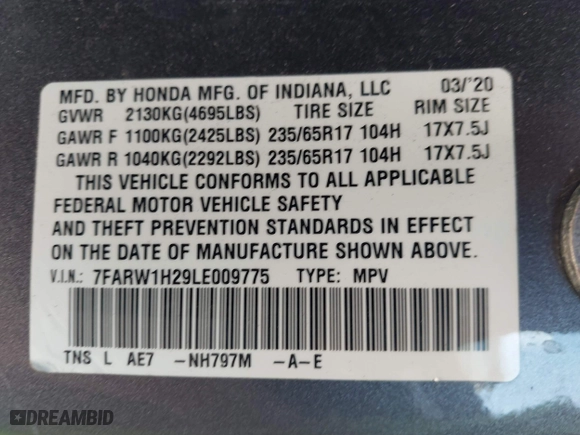 MFD. BY HONDA MFG. OF INDIANA, LLC 03/'20
GVWR 2130KG(4695LBS) TIRE SIZE RIM SIZE
GAWR F 1100KG(2425LBS) 235/65R17 104H 17X7.5J
GAWR R 1040KG(2292LBS) 235/65R17 104H 17X7.5J
THIS VEHICLE CONFORMS TO ALL APPLICABLE
FEDERAL MOTOR VEHICLE SAFETY
AND THEFT PREVENTION STANDARDS IN EFFECT
ON THE DATE OF MANUFACTURE SHOWN ABOVE.
V.I.N.: 7FARW1H29LE009775 TYPE: MPV
TNS L AE7 -NH797M -A-E
DREAMBID